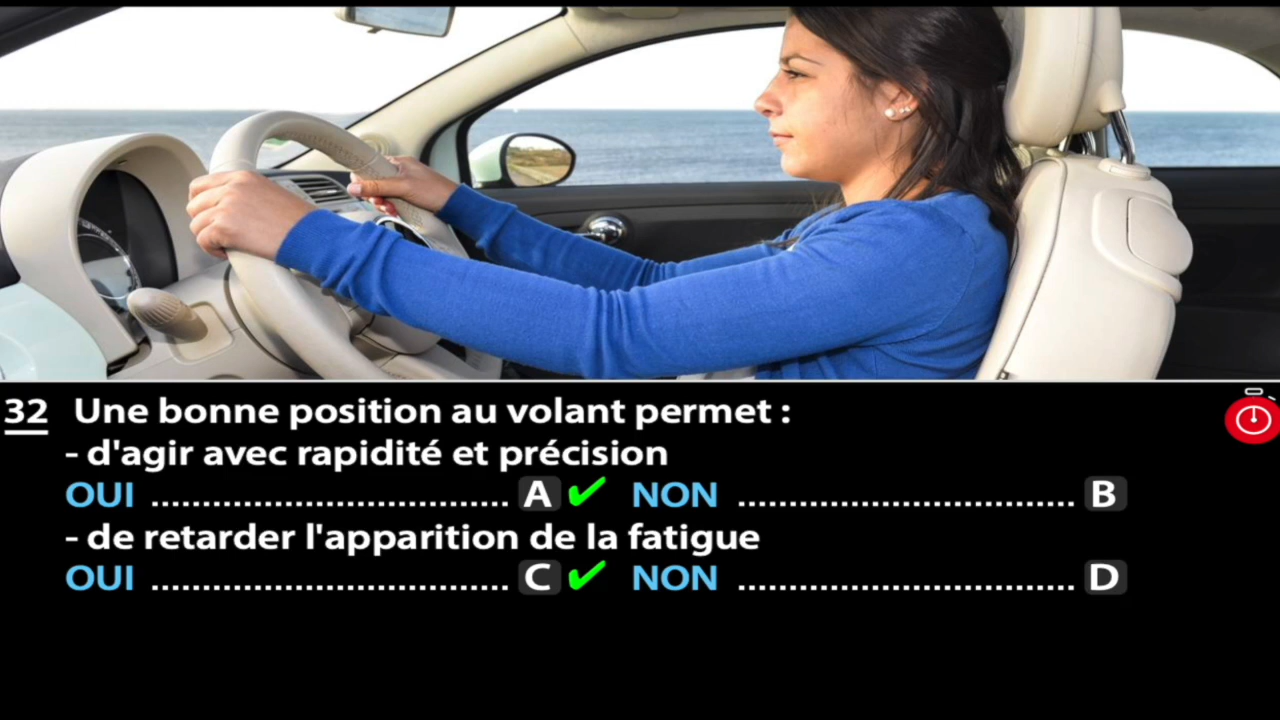 32 Une bonne position au volant permet :
- d'agir avec rapidité et précision
OUI ................................... A ✔ NON ................................. B
- de retarder l'apparition de la fatigue
OUI ................................... C ✔ NON ................................. D